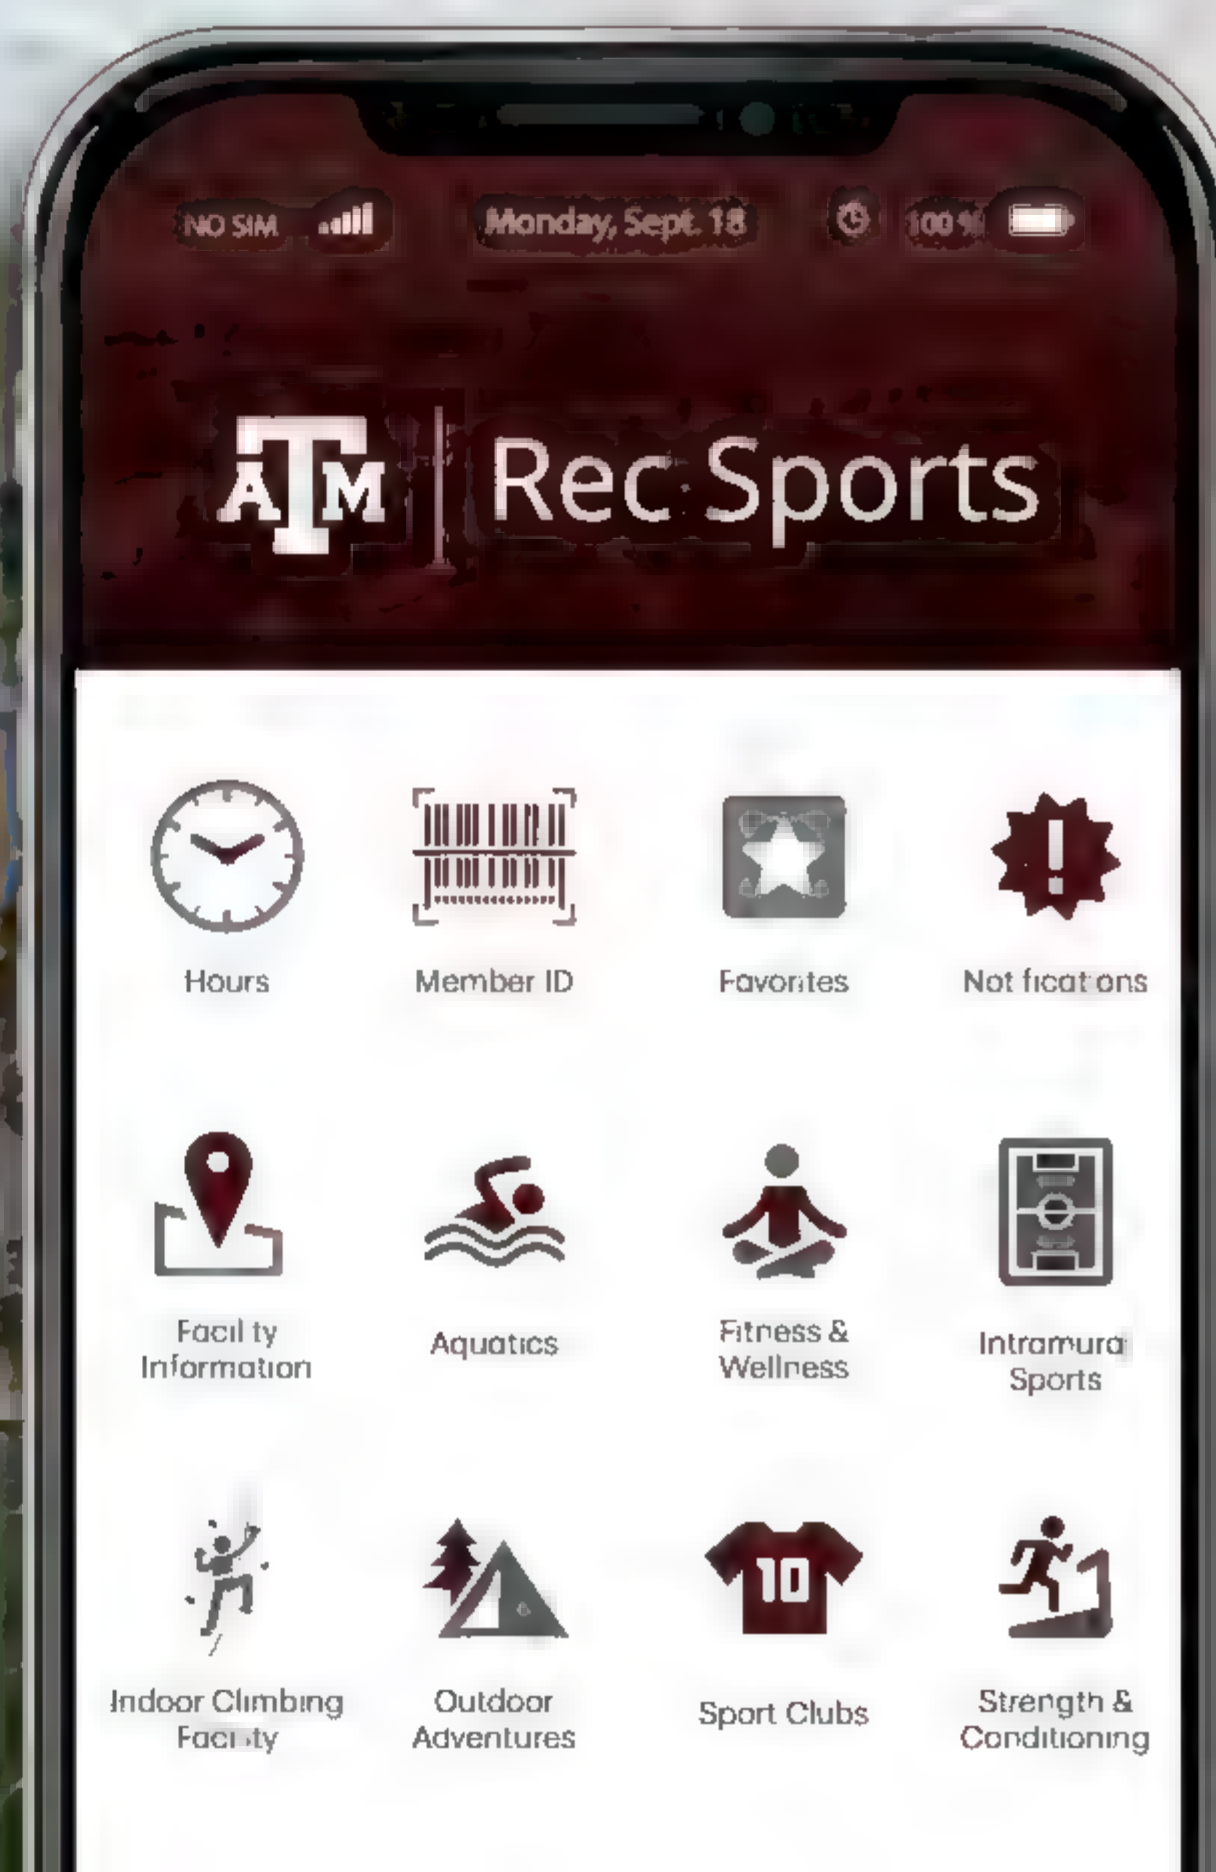 NO SIM Monday, Sept. 18 100 %
ATM Rec Sports
Hours Member ID Favorites Notifications
Facility Information
Aquatics
Fitness & Wellness
Intramural Sports
Indoor Climbing Facility
Outdoor Adventures
Sport Clubs
10
Strength & Conditioning